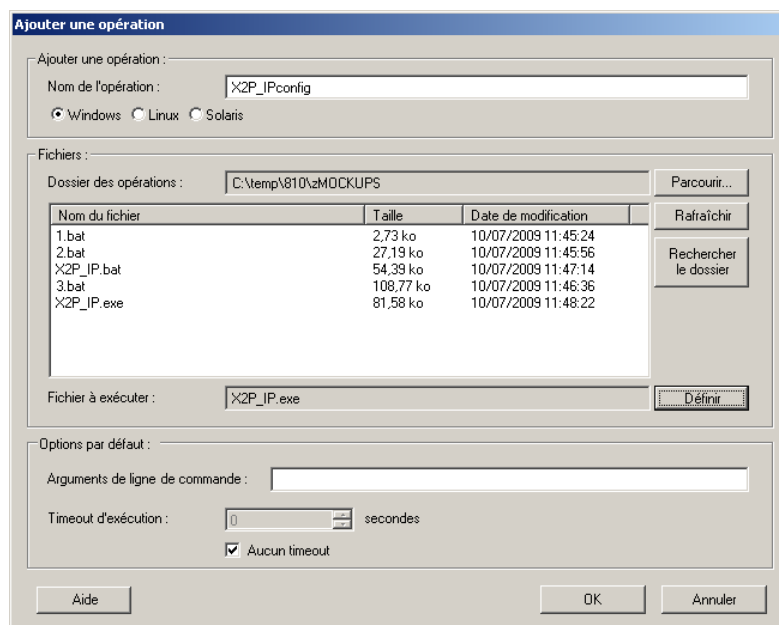 Ajouter une opération
Ajouter une opération :
Nom de l'opération :
X2P_IPconfig
Windows Linux Solaris
Fichiers :
Dossier des opérations :
C:\temp\810\zMOCKUPS
Parcourir...
Nom du fichier Taille Date de modification
Rafraîchir
1.bat 2,73 ko 10/07/2009 11:45:24
2.bat 27,19 ko 10/07/2009 11:45:56
X2P_IP.bat 54,39 ko 10/07/2009 11:47:14
3.bat 108,77 ko 10/07/2009 11:46:36
X2P_IP.exe 81,58 ko 10/07/2009 11:48:22
Rechercher
le dossier
Fichier à exécuter :
X2P_IP.exe
Définir
Options par défaut :
Arguments de ligne de commande :
Timeout d'exécution :
0
secondes
Aucun timeout
Aide
OK
Annuler